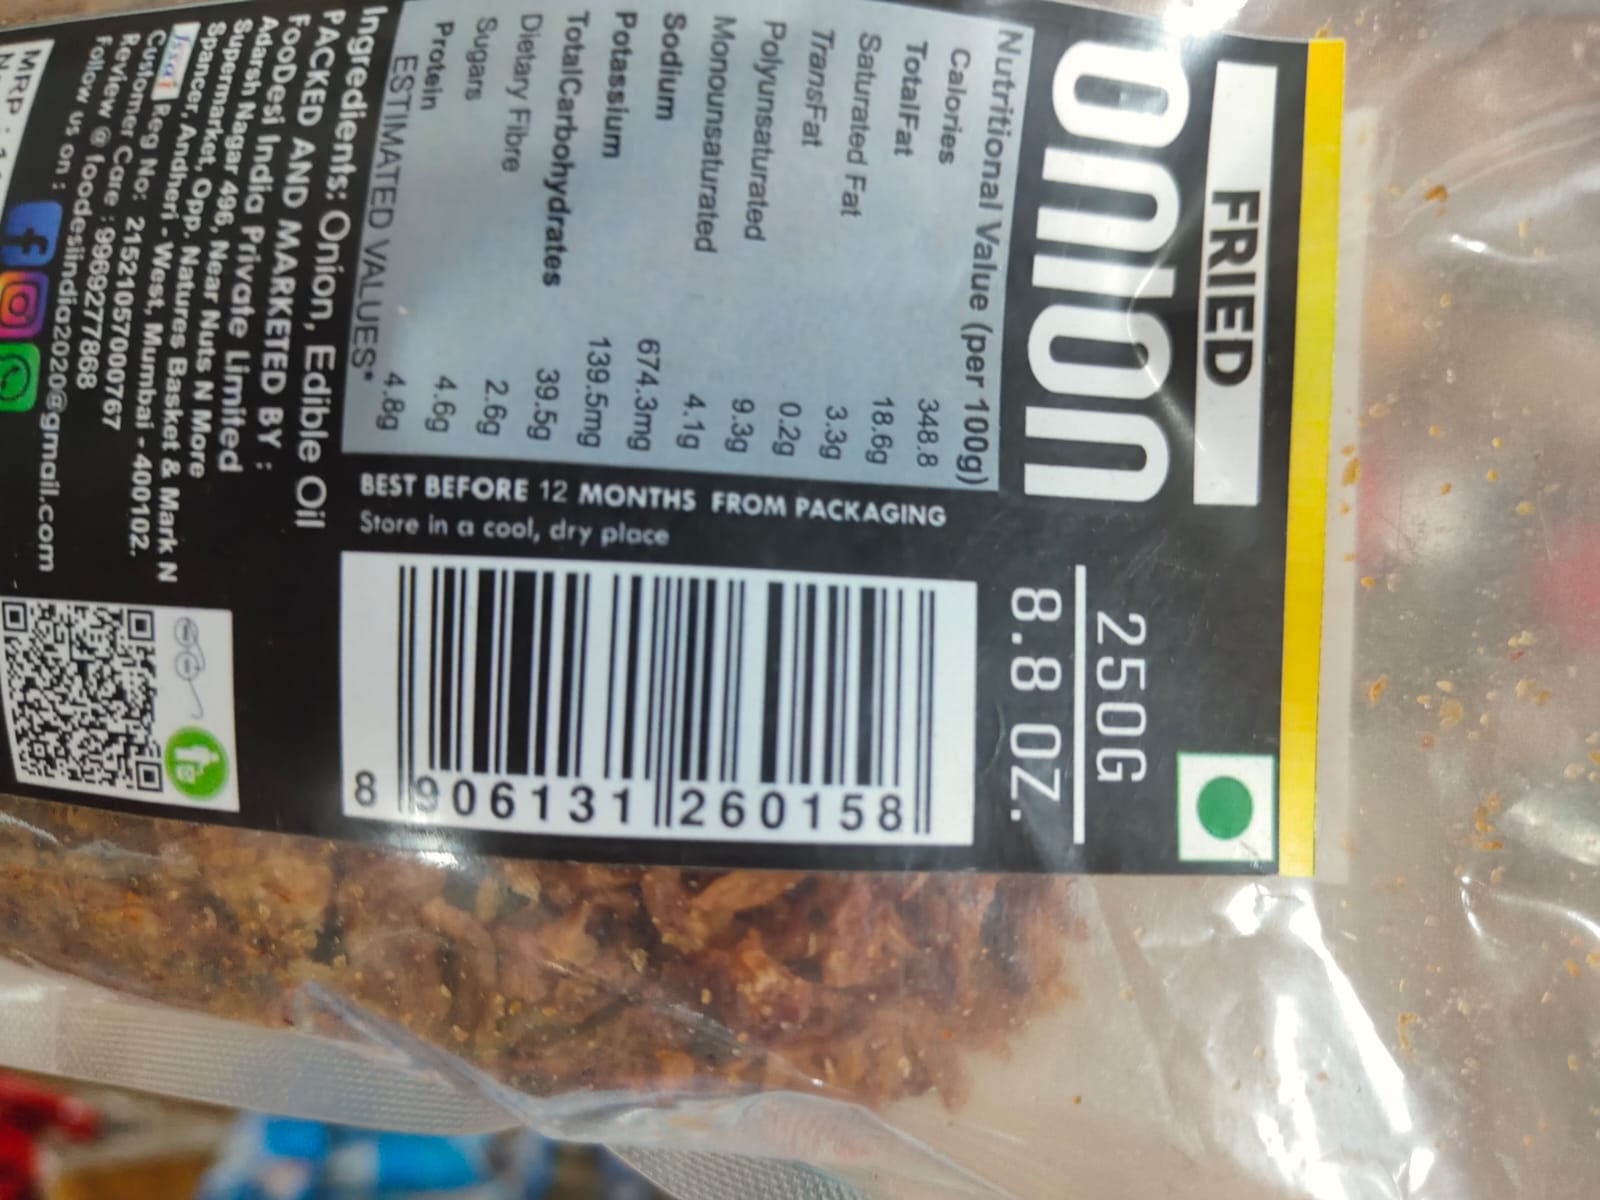 FRIED
ONION
250G
8.8 OZ.
Nutritional Value (per 100g)
Calories 348.8
TotalFat 18.6g
Saturated Fat 3.3g
TransFat 0.2g
Polyunsaturated 9.3g
Monounsaturated 4.1g
Sodium 674.3mg
Potassium 139.5mg
TotalCarbohydrates 39.5g
Dietary Fibre 2.6g
Sugars 4.6g
Protein 4.8g
ESTIMATED VALUES*
BEST BEFORE 12 MONTHS FROM PACKAGING
Store in a cool, dry place
8 906131 260158
Ingredients: Onion, Edible Oil
PACKED AND MARKETED BY :
FooDesi India Private Limited
Adarsh Nagar 496, Near Nuts N More
Supermarket, Opp. Natures Basket & Mark N
Spancer, Andheri - West, Mumbai - 400102.
fssai Reg No: 21521057000767
Customer Care : 9969277868
Review @ foodesiindia2020@gmail.com
Follow us on :
MRP :